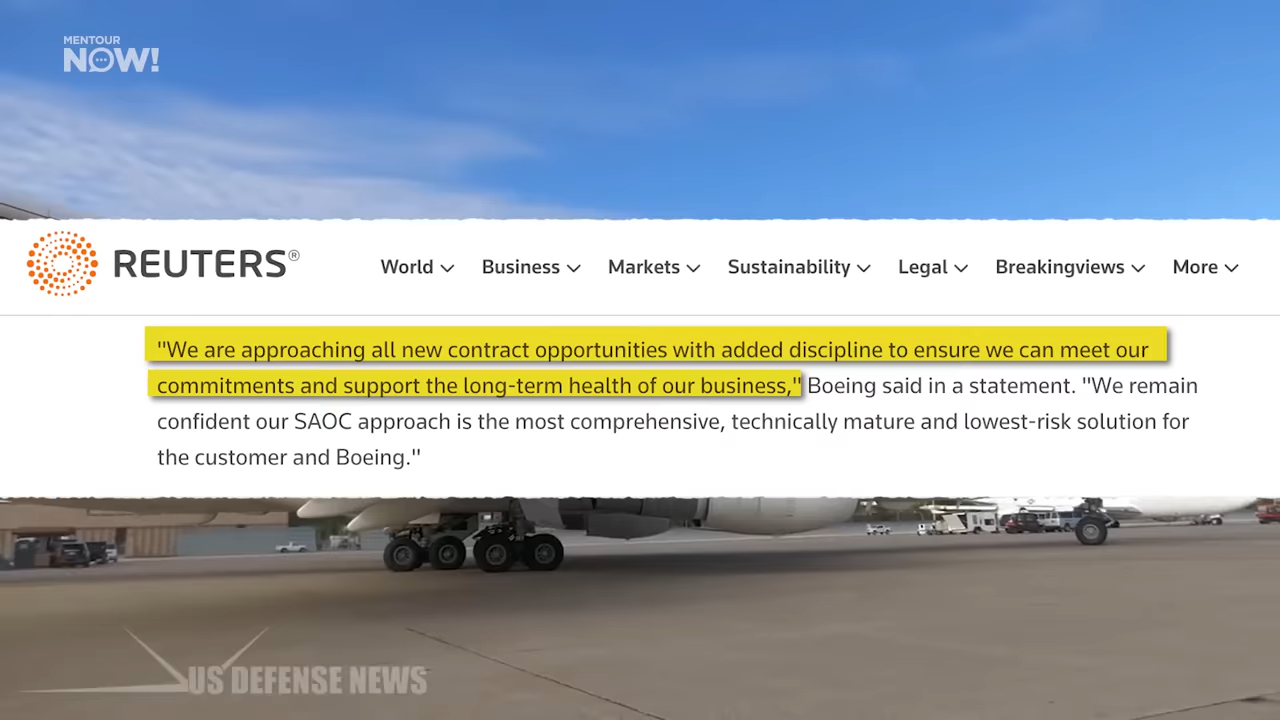 MENTOUR
NOW!
REUTERS®
World Business Markets Sustainability Legal Breakingviews More
"We are approaching all new contract opportunities with added discipline to ensure we can meet our
commitments and support the long-term health of our business," Boeing said in a statement. "We remain
confident our SAOC approach is the most comprehensive, technically mature and lowest-risk solution for
the customer and Boeing."
US DEFENSE NEWS